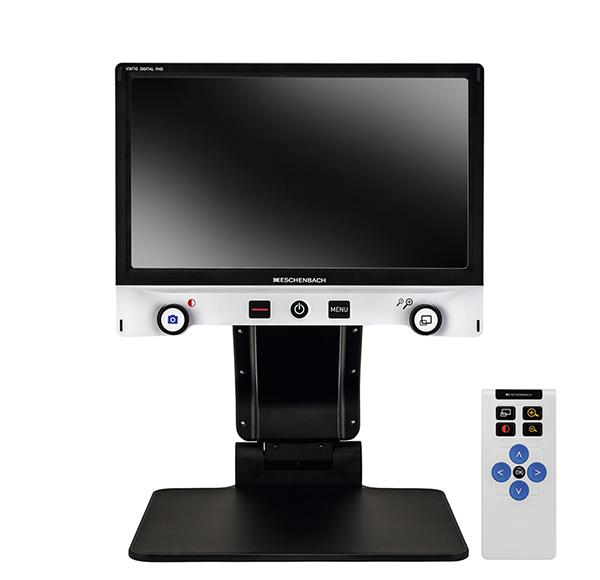 vario DIGITAL FHD
ESCHENBACH
MENU
ESCHENBACH
OK